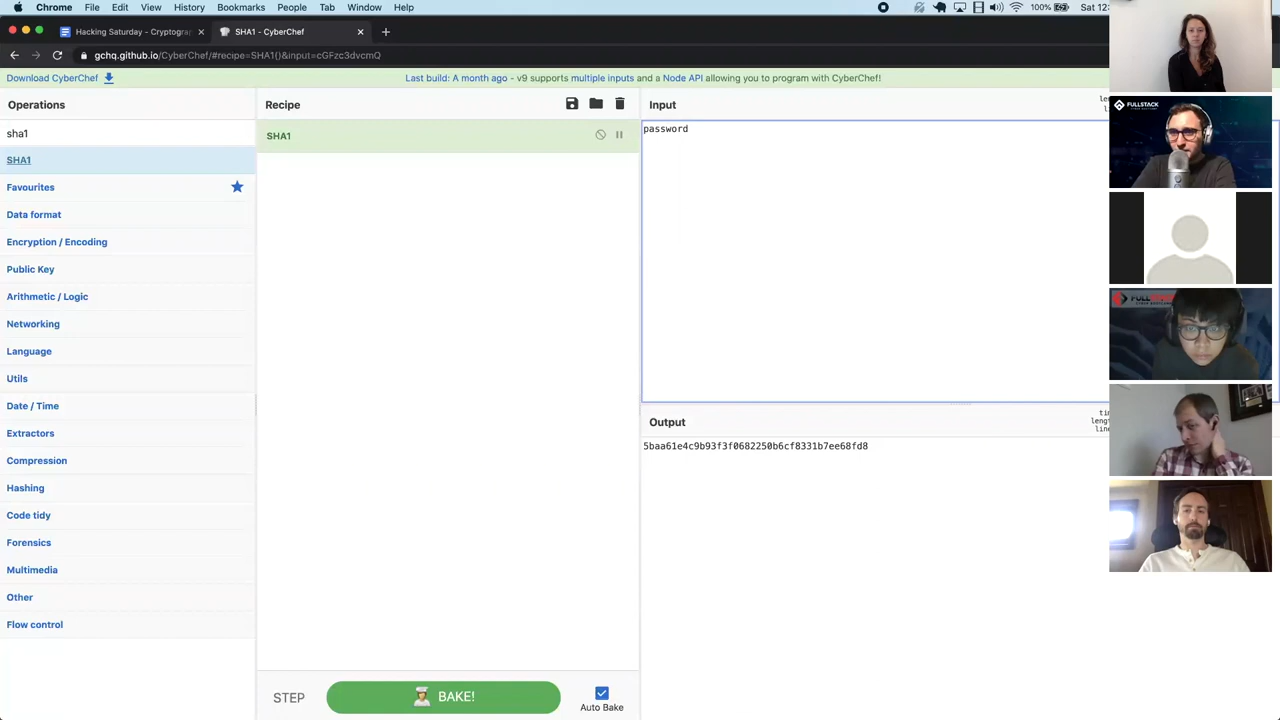 Chrome File Edit View History Bookmarks People Tab Window Help
100% Sat 12:
Hacking Saturday - Cryptogra
SHA1 - CyberChef
gchq.github.io/CyberChef/#recipe=SHA1()&input=cGFzc3dvcmQ
Download CyberChef
Last build: A month ago - v9 supports multiple inputs and a Node API allowing you to program with CyberChef!
Operations
Recipe
Input
sha1
SHA1
password
SHA1
Favourites
Data format
Encryption / Encoding
Public Key
Arithmetic / Logic
Networking
Language
Utils
Date / Time
Extractors
Compression
Hashing
Code tidy
Forensics
Multimedia
Other
Flow control
Output
5baa61e4c9b93f3f0682250b6cf8331b7ee68fd8
STEP
BAKE!
Auto Bake
FULLSTACK